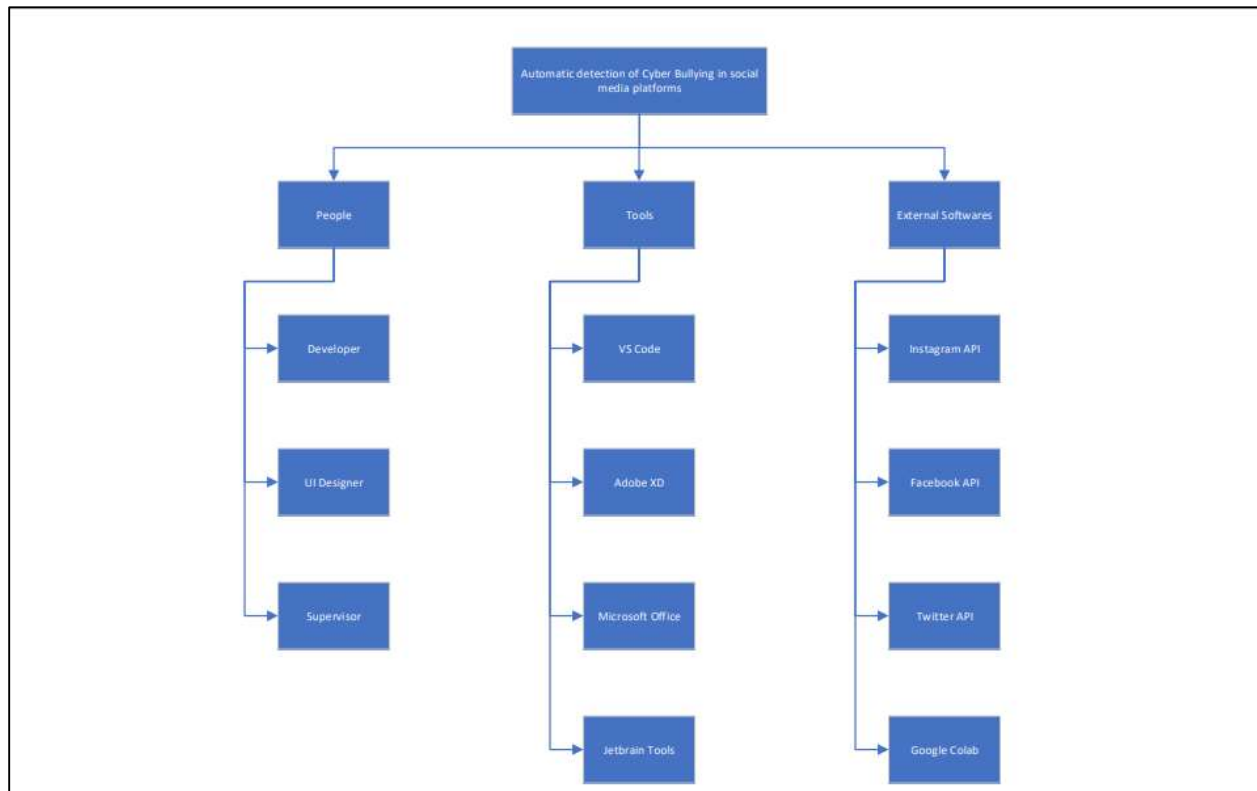 Automatic detection of Cyber Bullying in social
media platforms
People
Tools
External Softwares
Developer
VS Code
Instagram API
UI Designer
Adobe XD
Facebook API
Supervisor
Microsoft Office
Twitter API
Jetbrain Tools
Google Colab